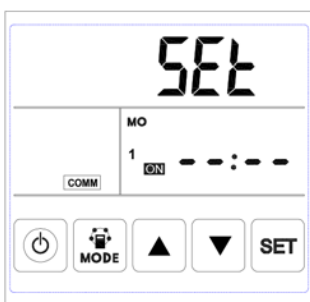 SEt
MO
1 ON --:--
COMM
MODE SET